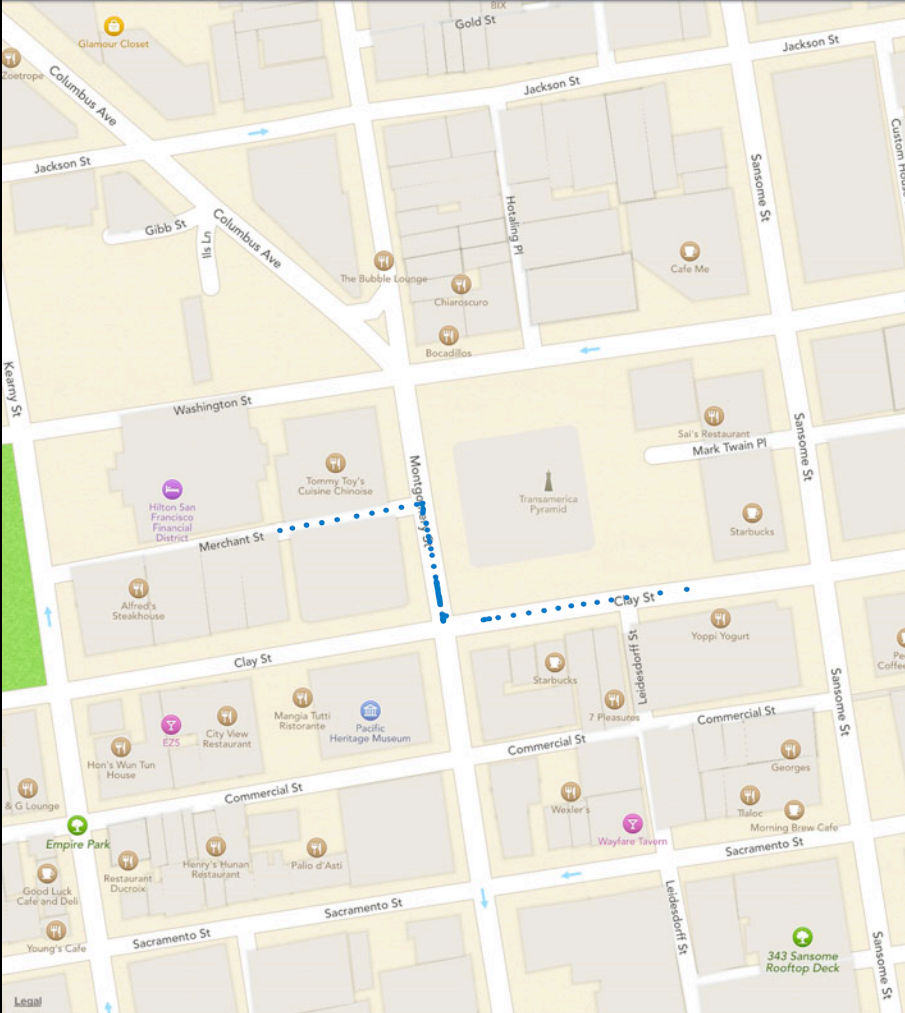 BIX
Gold St
Glamour Closet
Jackson St
Zoetrope
Columbus Ave
Jackson St
Custom
Jackson St
Sansome St
Hotaling Pl
Gibb St
Ils Ln
Columbus Ave
The Bubble Lounge
Cafe Me
Chiaroscuro
Bocadillos
Kearny St
Washington St
Sai's Restaurant
Sansome St
Mark Twain Pl
Montgomery St
Tommy Toy's
Cuisine Chinoise
Transamerica
Pyramid
Hilton San
Francisco
Financial
District
Starbucks
Merchant St
Alfred's
Steakhouse
Clay St
Yoppi Yogurt
Leidesdorff St
Clay St
Starbucks
Sansome St
Mangia Tutti
Ristorante
7 Pleasures
Commercial St
Pacific
Heritage Museum
EZ5
City View
Restaurant
Commercial St
Hon's Wun Tun
House
Georges
Commercial St
& G Lounge
Wexler's
Tlaloc
Morning Brew Cafe
Empire Park
Wayfare Tavern
Sacramento St
Henry's Hunan
Restaurant
Palio d'Asti
Restaurant
Ducroix
Good Luck
Cafe and Deli
Leidesdorff St
Sacramento St
Sacramento St
Young's Cafe
343 Sansome
Rooftop Deck
Sansome St
Legal